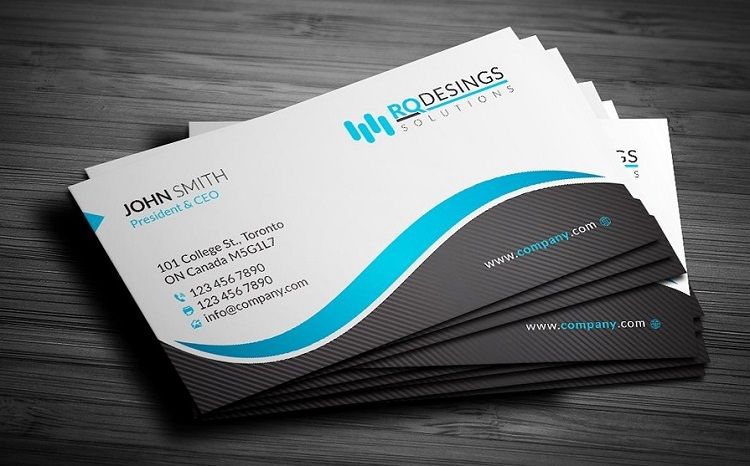 RQDESINGS
SOLUTIONS
JOHN SMITH
President & CEO
101 College St., Toronto
ON Canada M5G1L7
123 456 7890
123 456 7890
info@company.com
www.company.com
GS
S
www.company.com